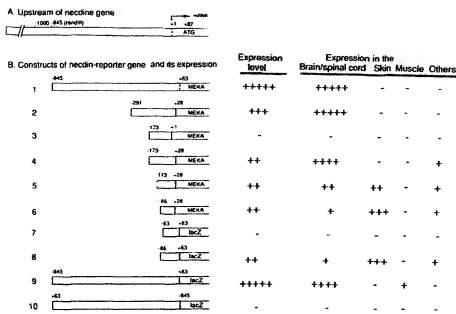 A. Upstream of necdine gene
mRNA
-1000 -845 (HindIII) +1 +87
ATG
B. Constructs of necdin-reporter gene and its expression
Expression level
Expression in the
Brain/spinal cord Skin Muscle Others
-845 +63
1 MEKA +++++ +++++ - - -
-291 +28
2 MEKA +++ +++++ - - -
-173
3 MEKA - - - - -
-173 +28
4 MEKA ++ ++++ - - +
113 +28
5 MEKA ++ ++ ++ - +
-86 +28
6 MEKA ++ + +++ - +
-63 +63
7 lacZ - - - - -
-86 +63
8 lacZ ++ + +++ - +
-845 +63
9 lacZ +++++ ++++ - + -
+63 -845
10 lacZ - - - - -